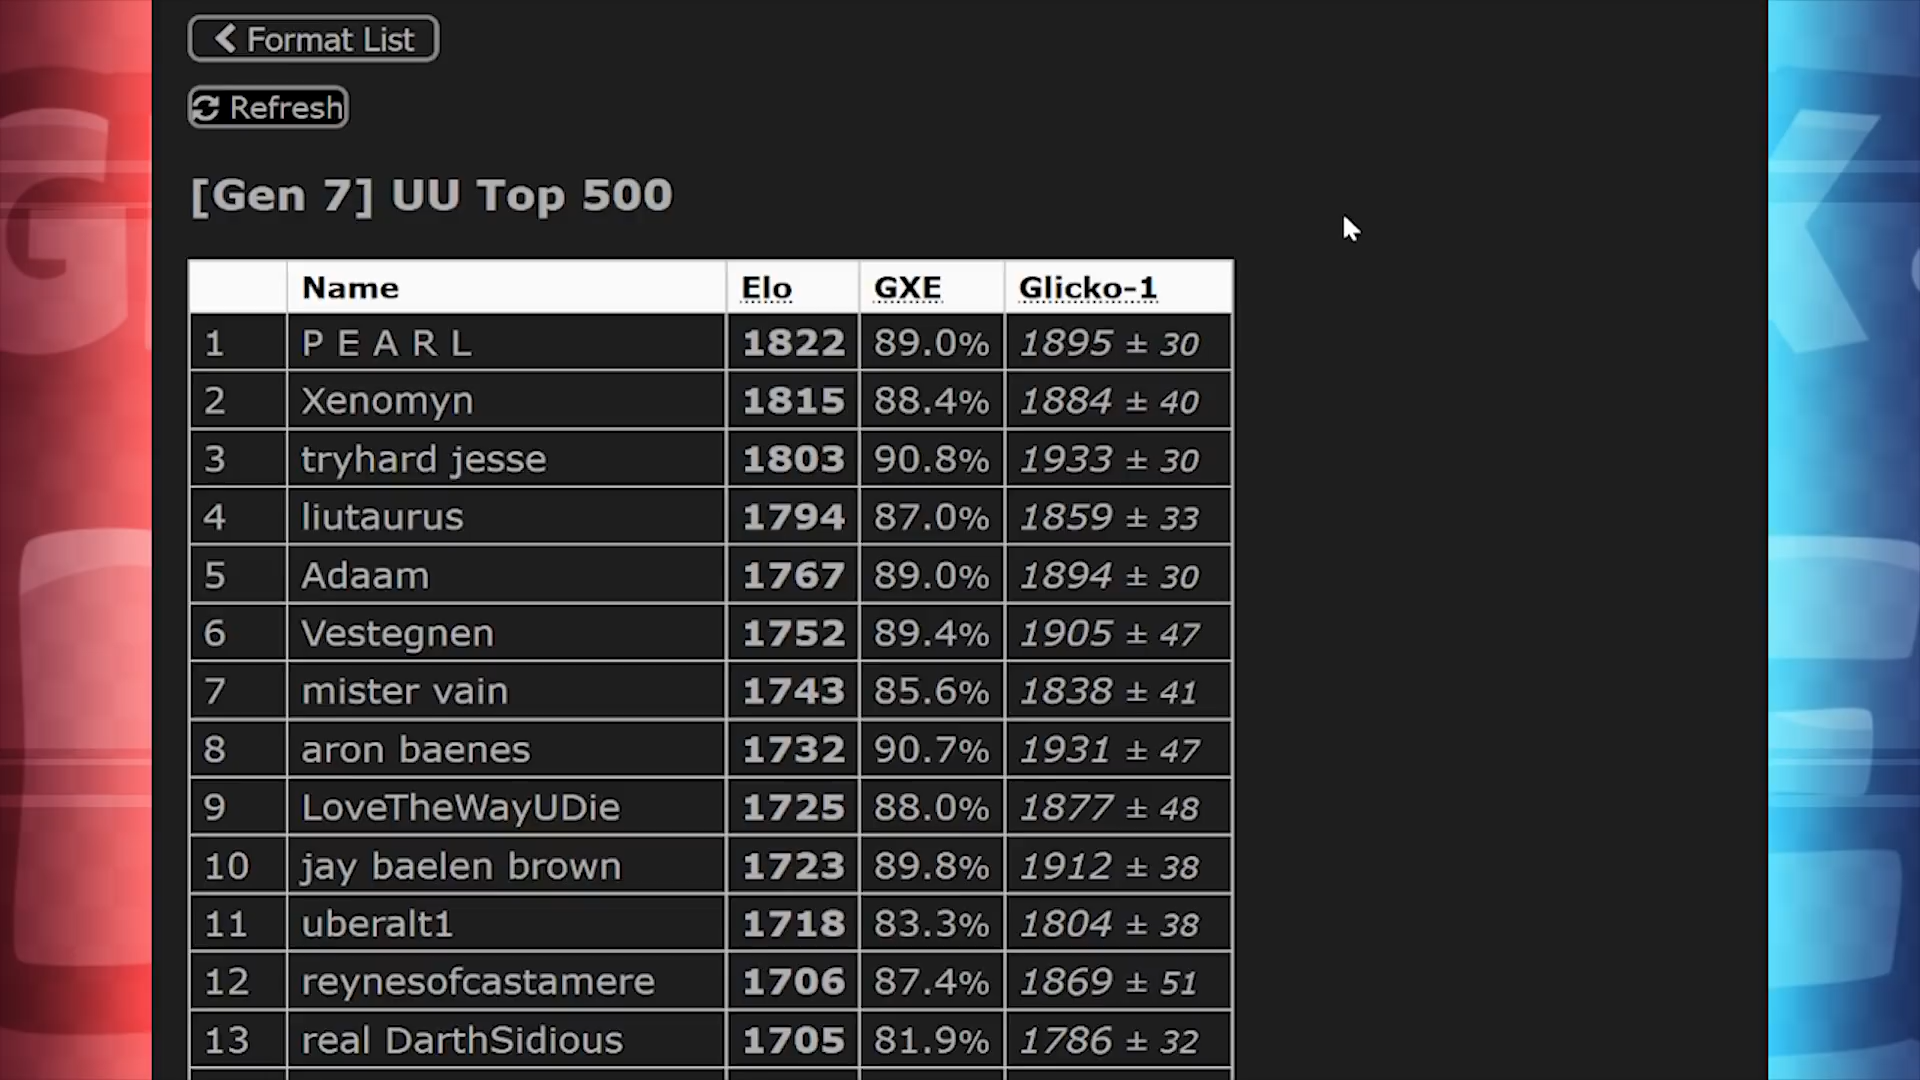 Format List
Refresh
[Gen 7] UU Top 500
Name Elo GXE Glicko-1
1 P E A R L 1822 89.0% 1895 ± 30
2 Xenomyn 1815 88.4% 1884 ± 40
3 tryhard jesse 1803 90.8% 1933 ± 30
4 liutaurus 1794 87.0% 1859 ± 33
5 Adaam 1767 89.0% 1894 ± 30
6 Vestegnen 1752 89.4% 1905 ± 47
7 mister vain 1743 85.6% 1838 ± 41
8 aron baenes 1732 90.7% 1931 ± 47
9 LoveTheWayUDie 1725 88.0% 1877 ± 48
10 jay baelen brown 1723 89.8% 1912 ± 38
11 uberalt1 1718 83.3% 1804 ± 38
12 reynesofcastamere 1706 87.4% 1869 ± 51
13 real DarthSidious 1705 81.9% 1786 ± 32